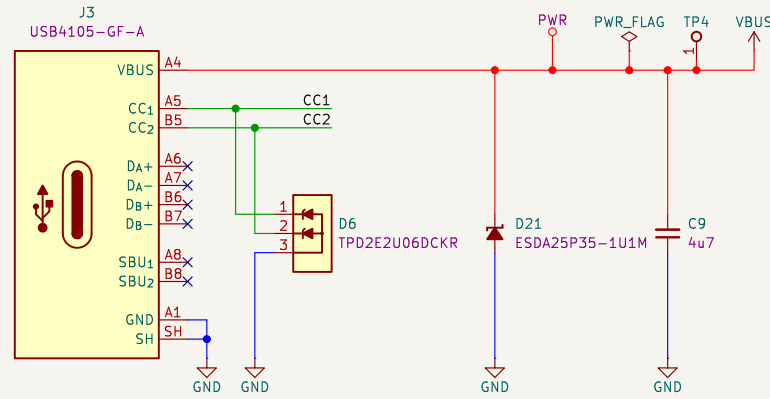 J3
USB4105-GF-A
PWR
PWR_FLAG
TP4
VBUS
1
VBUS A4
CC1 A5
CC1
CC2 B5
CC2
DA+ A6
DA- A7
DB+ B6
DB- B7
1
2
3
D6
TPD2E2U06DCKR
D21
ESDA25P35-1U1M
C9
4u7
SBU1 A8
SBU2 B8
GND A1
SH SH
GND
GND
GND
GND